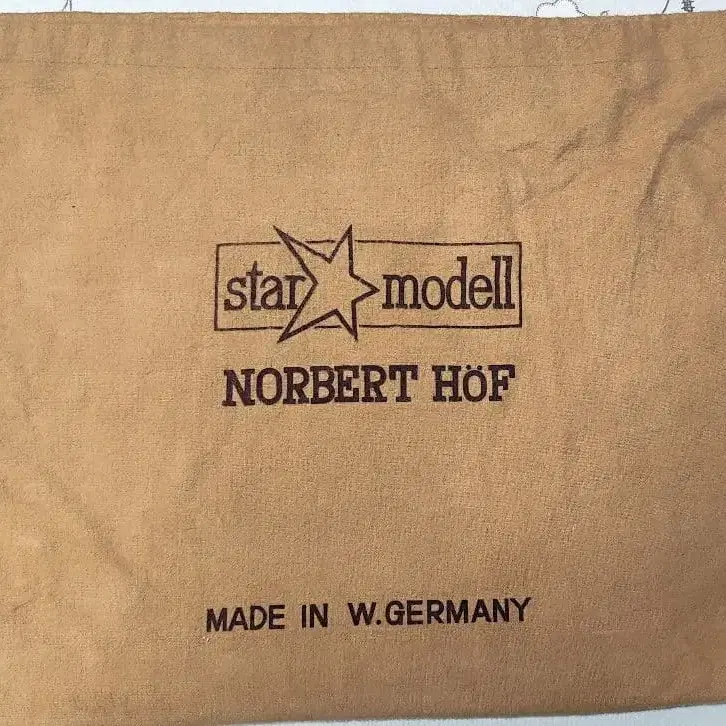 star modell
NORBERT HöF
MADE IN W.GERMANY